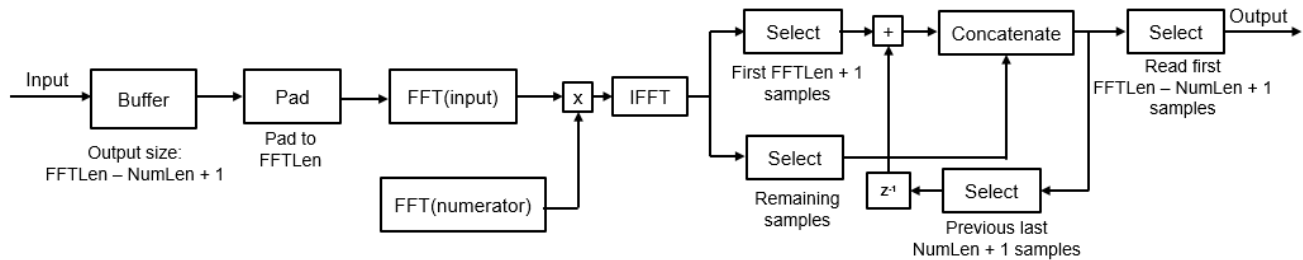 Input
Buffer
Output size:
FFTLen – NumLen + 1
Pad
Pad to
FFTLen
FFT(input)
FFT(numerator)
x
IFFT
Select
First FFTLen + 1
samples
Select
Remaining
samples
+
Z-1
Concatenate
Select
Previous last
NumLen + 1 samples
Select
Read first
FFTLen – NumLen + 1
samples
Output